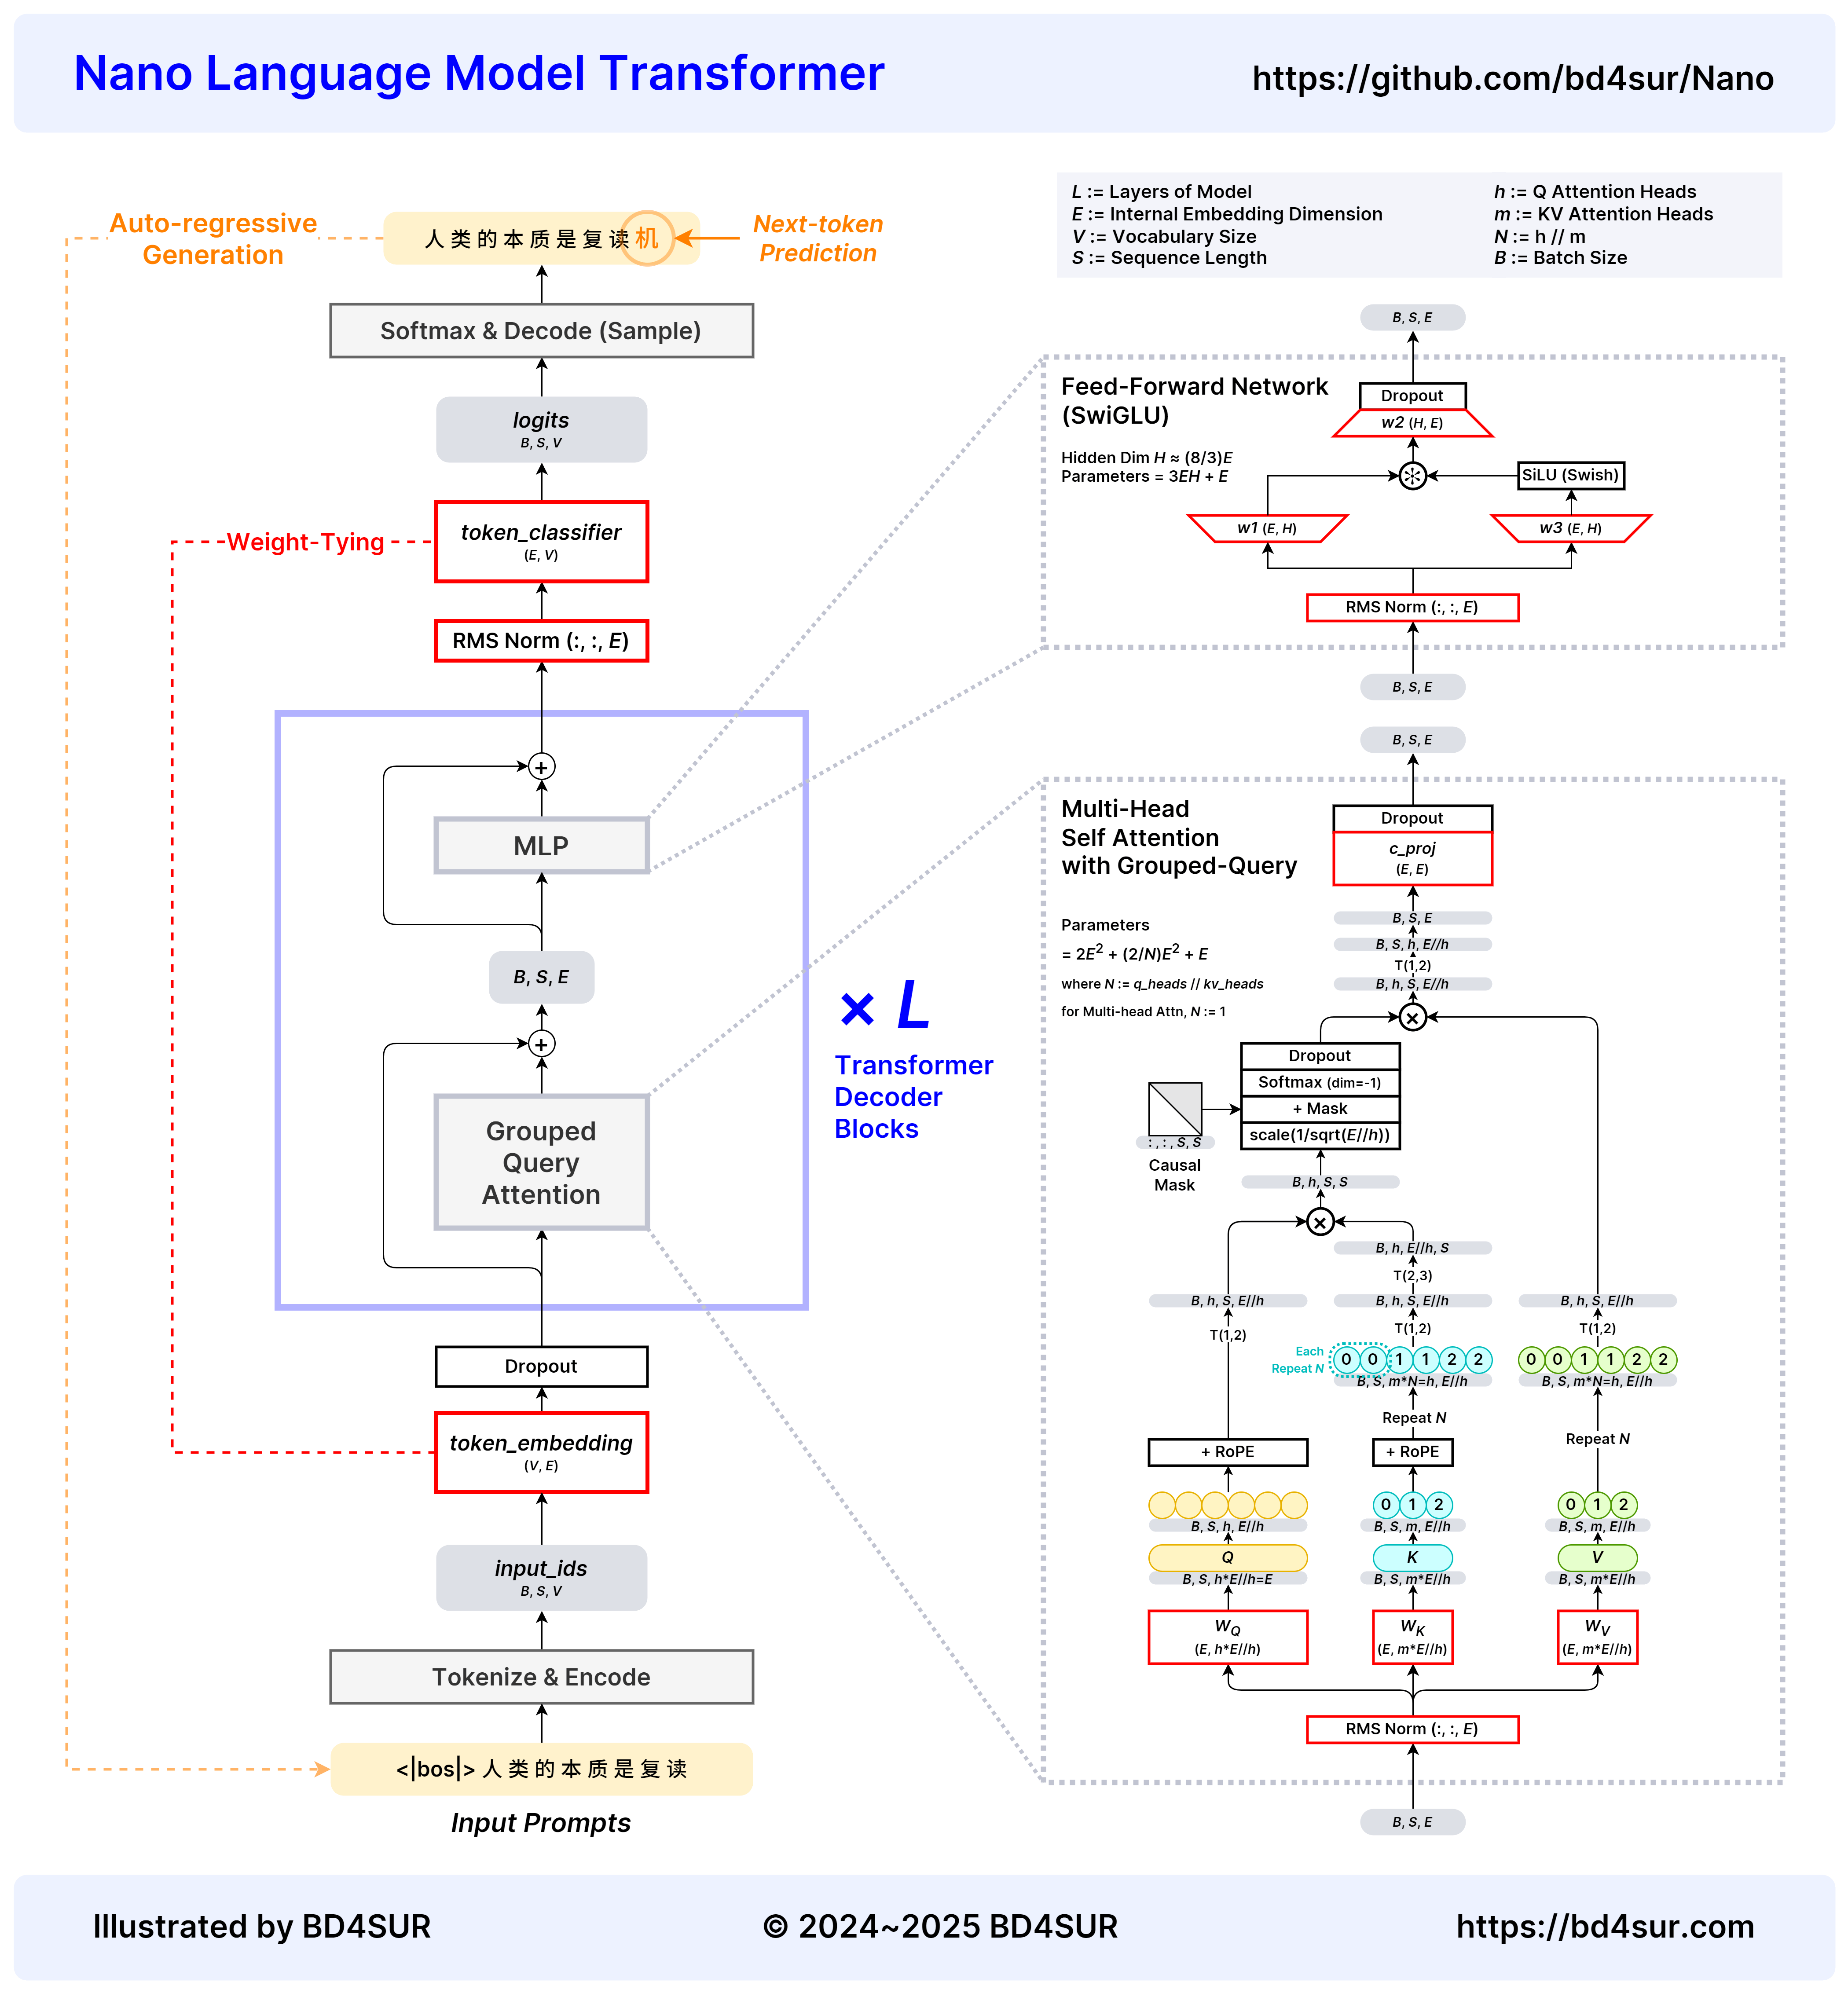 Nano Language Model Transformer
https://github.com/bd4sur/Nano
L := Layers of Model
E := Internal Embedding Dimension
V := Vocabulary Size
S := Sequence Length
h := Q Attention Heads
m := KV Attention Heads
N := h // m
B := Batch Size
Auto-regressive
Generation
人类的本质是复读机
Next-token
Prediction
Softmax & Decode (Sample)
logits
B, S, V
token_classifier
(E, V)
Weight-Tying
RMS Norm (:, :, E)
+
MLP
B, S, E
+
Grouped
Query
Attention
× L
Transformer
Decoder
Blocks
Dropout
token_embedding
(V, E)
input_ids
B, S, V
Tokenize & Encode
<|bos|> 人类的本质是复读
Input Prompts
B, S, E
Feed-Forward Network
(SwiGLU)
Hidden Dim H ≈ (8/3)E
Parameters = 3EH + E
Dropout
w2 (H, E)
SiLU (Swish)
w1 (E, H)
w3 (E, H)
RMS Norm (:, :, E)
B, S, E
B, S, E
Multi-Head
Self Attention
with Grouped-Query
Parameters
= 2E² + (2/N)E² + E
where N := q_heads // kv_heads
for Multi-head Attn, N := 1
Dropout
c_proj
(E, E)
B, S, E
B, S, h, E//h
T(1,2)
B, h, S, E//h
×
Dropout
Softmax (dim=-1)
+ Mask
scale(1/sqrt(E//h))
: , : , S, S
Causal
Mask
B, h, S, S
×
B, h, E//h, S
T(2,3)
B, h, S, E//h
B, h, S, E//h
B, h, S, E//h
T(1,2)
T(1,2)
T(1,2)
Each
Repeat N
0 0 1 1 2 2
0 0 1 1 2 2
B, S, m*N=h, E//h
B, S, m*N=h, E//h
Repeat N
Repeat N
+ RoPE
+ RoPE
0 1 2
0 1 2
B, S, h, E//h
B, S, m, E//h
B, S, m, E//h
Q
K
V
B, S, h*E//h=E
B, S, m*E//h
B, S, m*E//h
W_Q
(E, h*E//h)
W_K
(E, m*E//h)
W_V
(E, m*E//h)
RMS Norm (:, :, E)
B, S, E
Illustrated by BD4SUR
© 2024~2025 BD4SUR
https://bd4sur.com